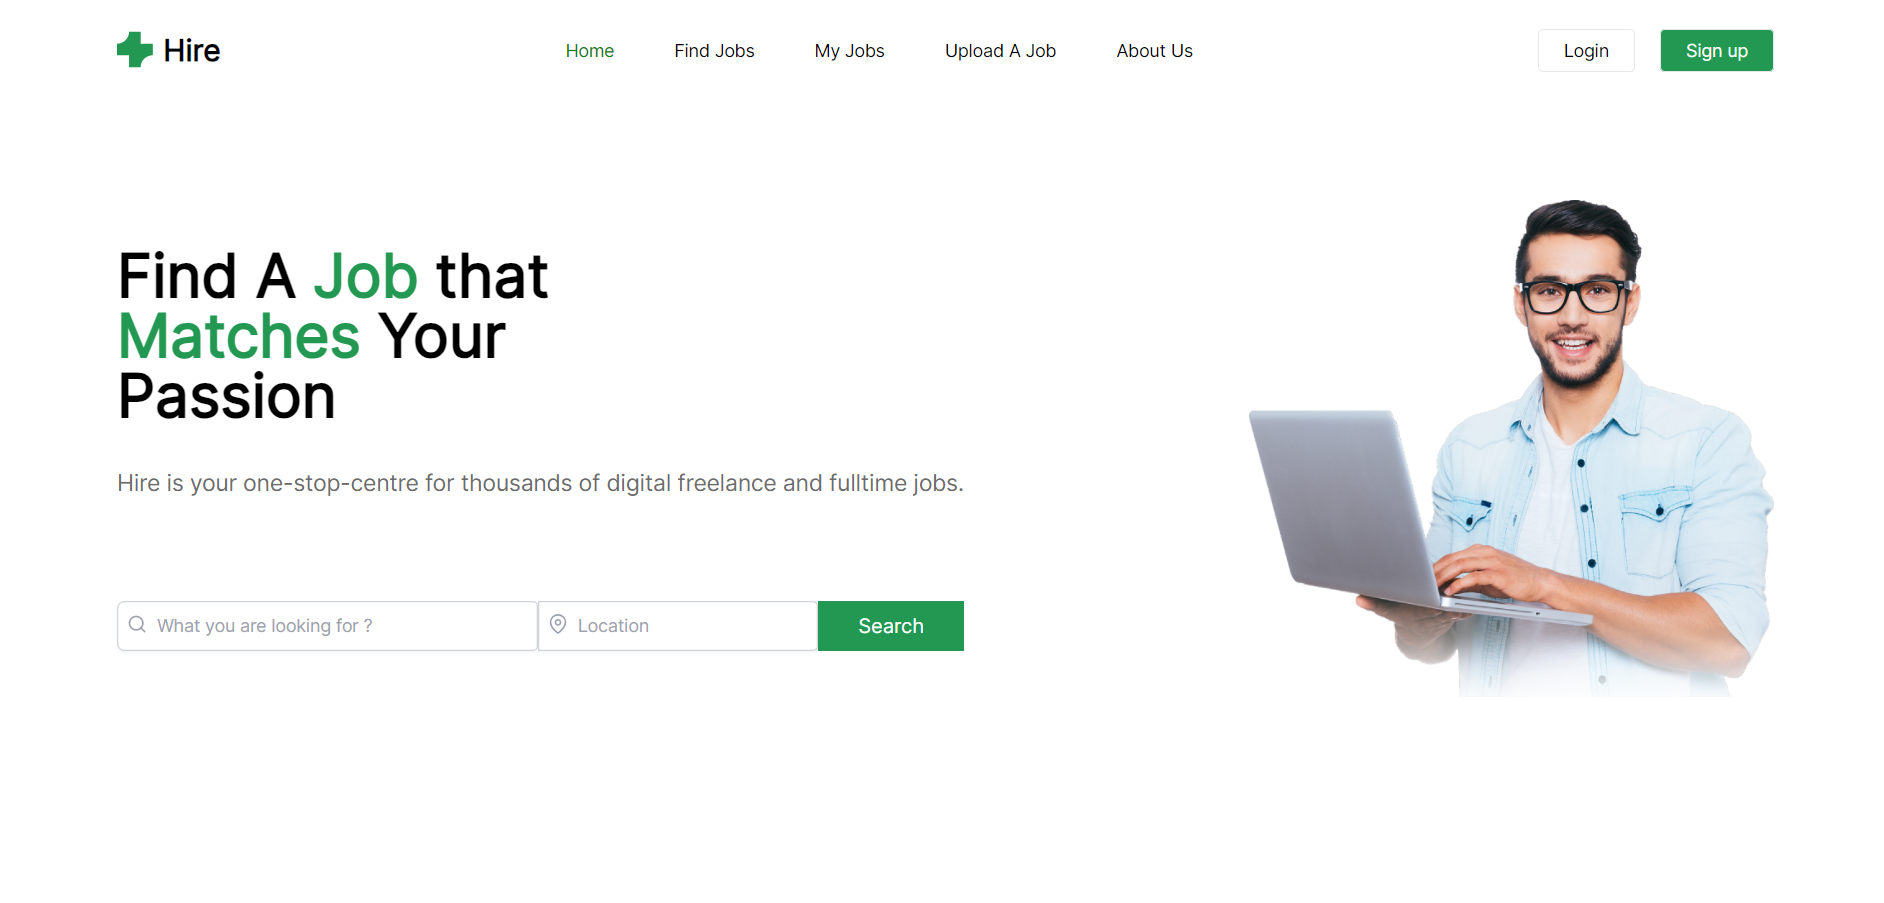 Hire
Home
Find Jobs
My Jobs
Upload A Job
About Us
Login
Sign up
Find A Job that
Matches Your
Passion
Hire is your one-stop-centre for thousands of digital freelance and fulltime jobs.
What you are looking for ?
Location
Search